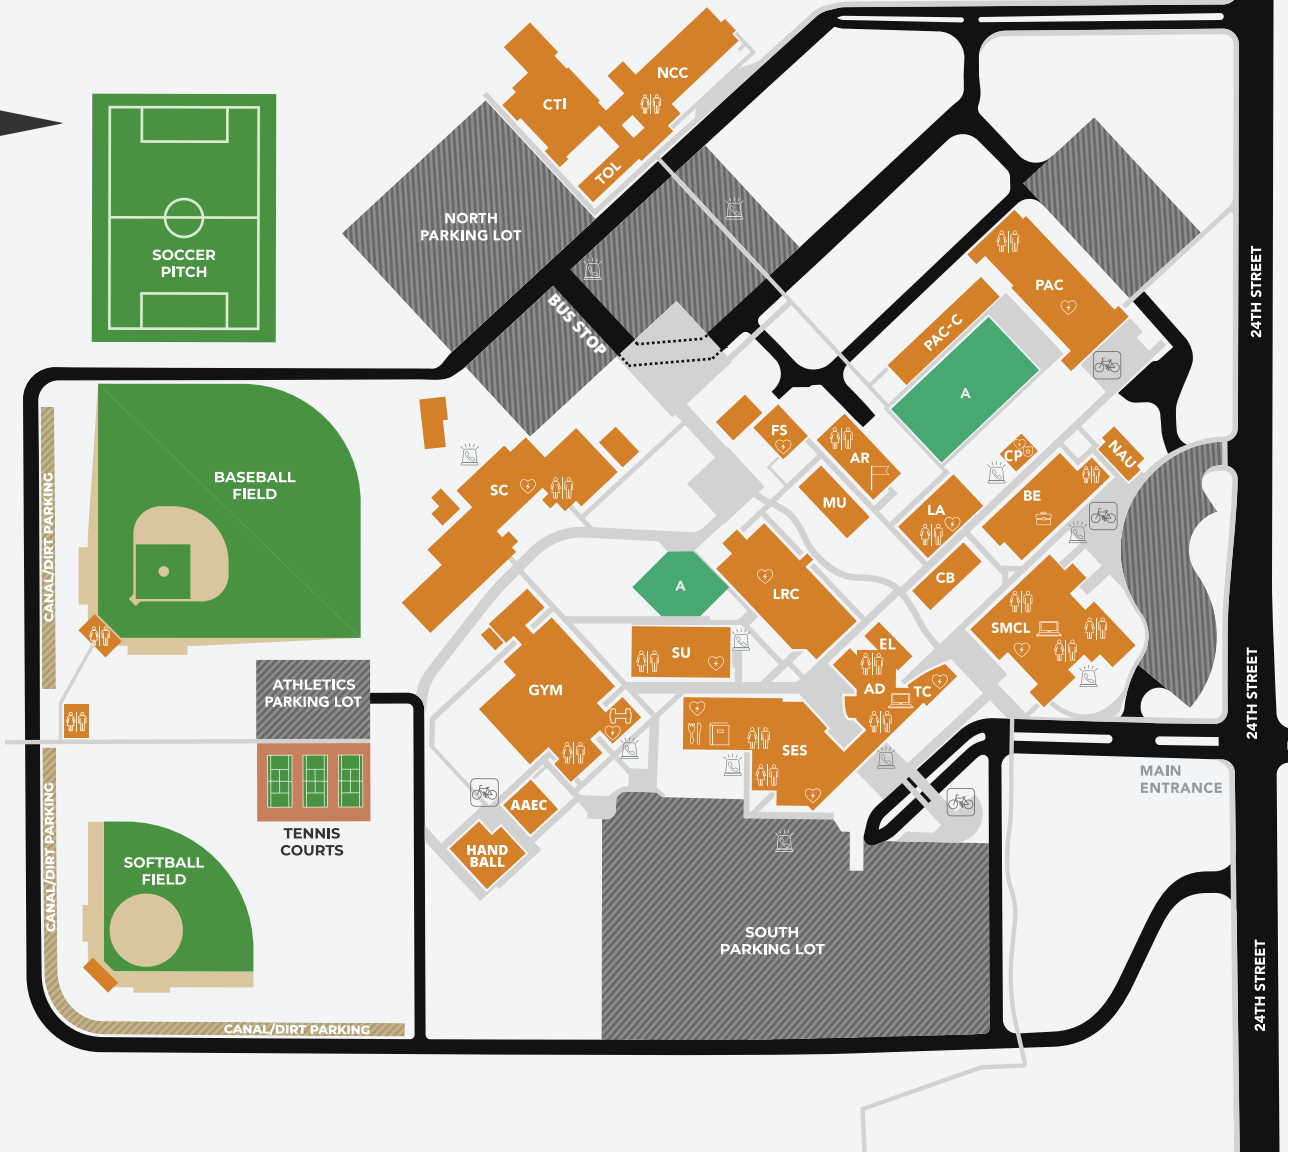 NCC
CTI
TOL
NORTH
PARKING LOT
SOCCER
PITCH
BUS STOP
24TH STREET
PAC
PAC-C
A
FS
AR
CP
NAU
BASEBALL
FIELD
SC
MU
LA
BE
CANAL/DIRT PARKING
A
LRC
CB
SMCL
EL
SU
AD
TC
ATHLETICS
PARKING LOT
GYM
24TH STREET
SES
MAIN
ENTRANCE
AAEC
TENNIS
COURTS
HAND
BALL
SOFTBALL
FIELD
CANAL/DIRT PARKING
SOUTH
PARKING LOT
24TH STREET
CANAL/DIRT PARKING